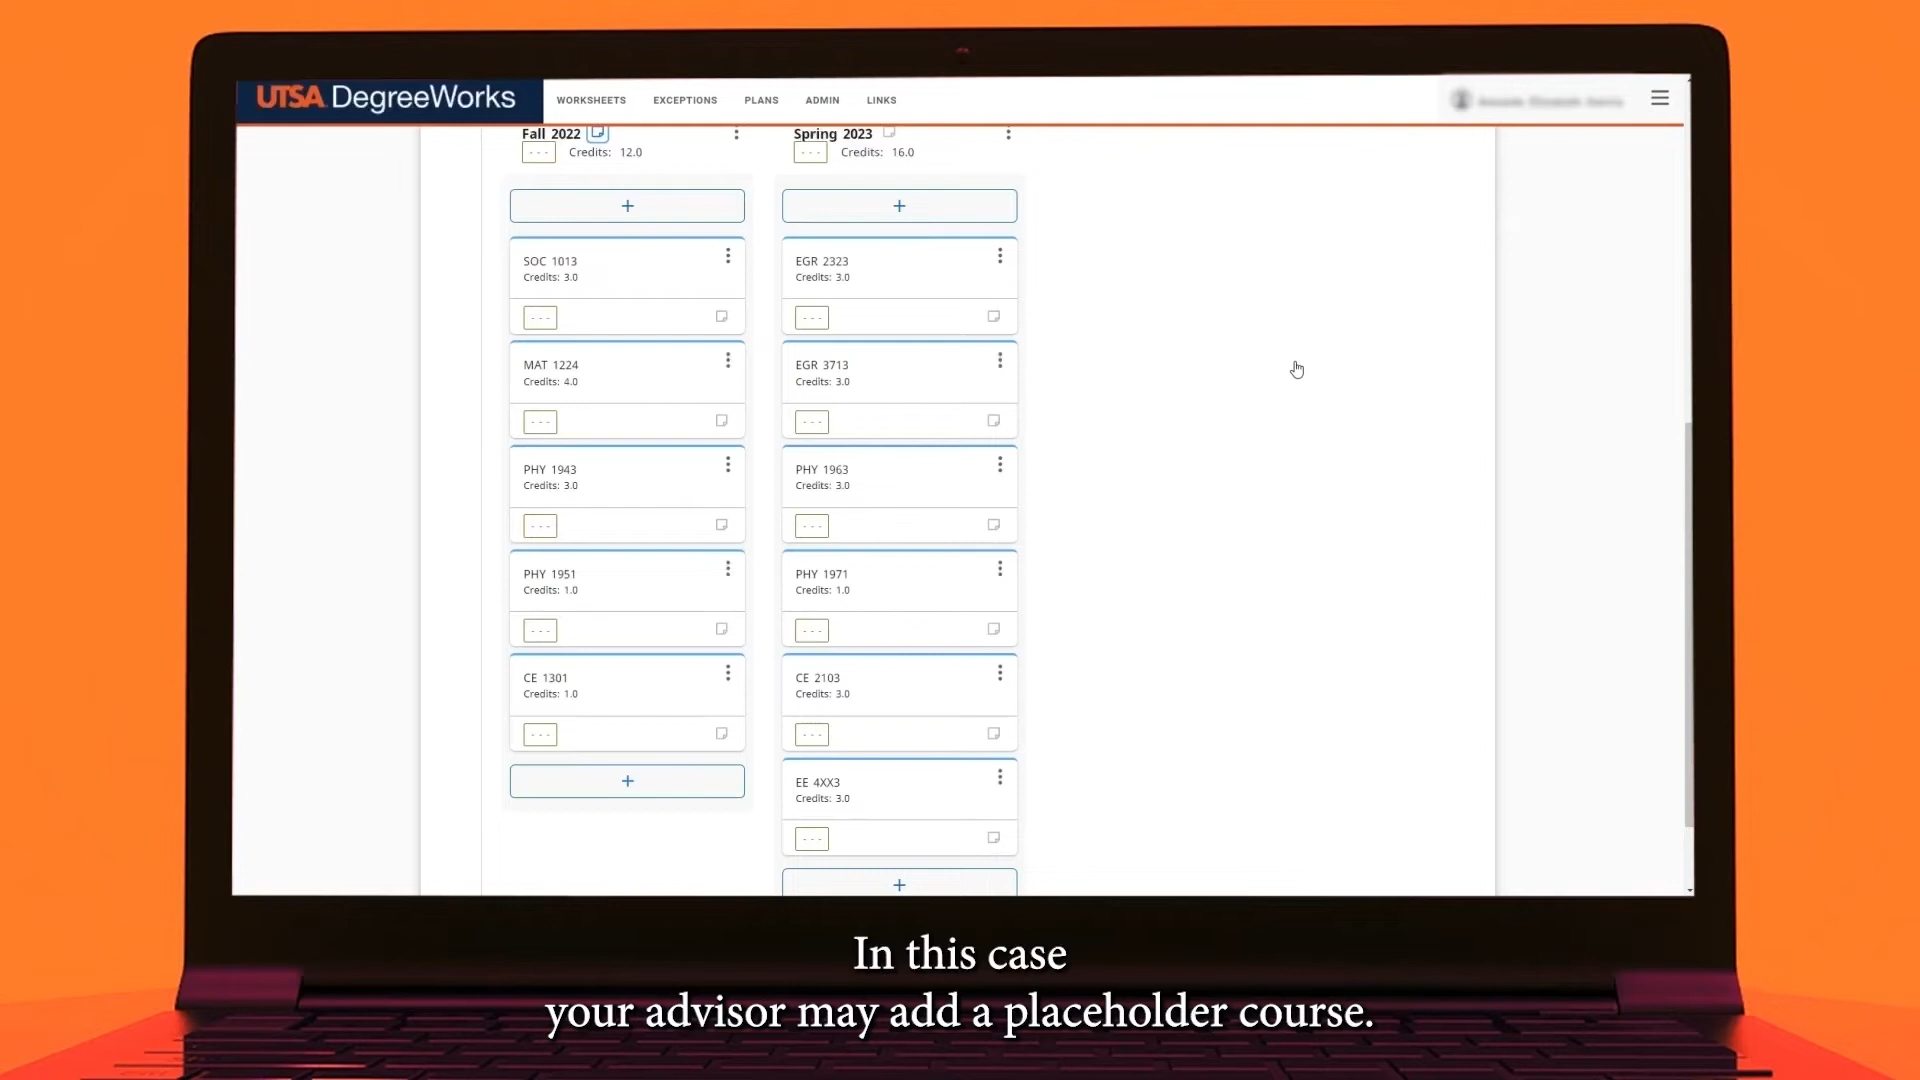 UTSA DegreeWorks
WORKSHEETS EXCEPTIONS PLANS ADMIN LINKS
Fall 2022
--- Credits: 12.0
+
SOC 1013
Credits: 3.0
---
MAT 1224
Credits: 4.0
---
PHY 1943
Credits: 3.0
---
PHY 1951
Credits: 1.0
---
CE 1301
Credits: 1.0
---
+
Spring 2023
--- Credits: 16.0
+
EGR 2323
Credits: 3.0
---
EGR 3713
Credits: 3.0
---
PHY 1963
Credits: 3.0
---
PHY 1971
Credits: 1.0
---
CE 2103
Credits: 3.0
---
EE 4XX3
Credits: 3.0
---
+
In this case
your advisor may add a placeholder course.